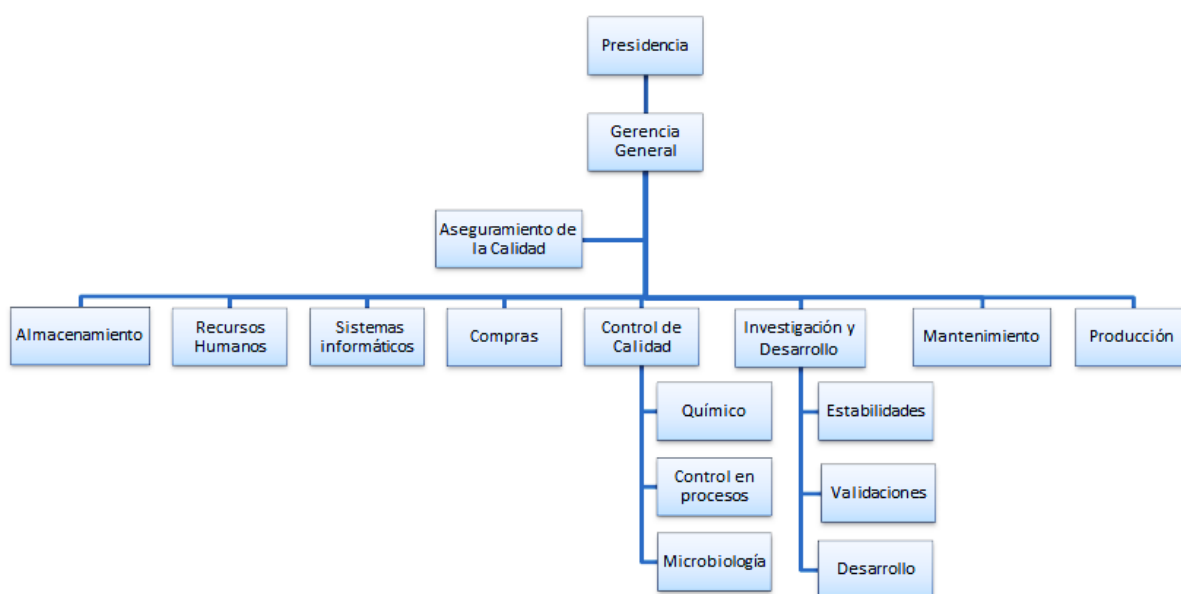 Presidencia
Gerencia
General
Aseguramiento de
la Calidad
Almacenamiento
Recursos
Humanos
Sistemas
informáticos
Compras
Control de
Calidad
Investigación y
Desarrollo
Mantenimiento
Producción
Químico
Control en
procesos
Microbiología
Estabilidades
Validaciones
Desarrollo